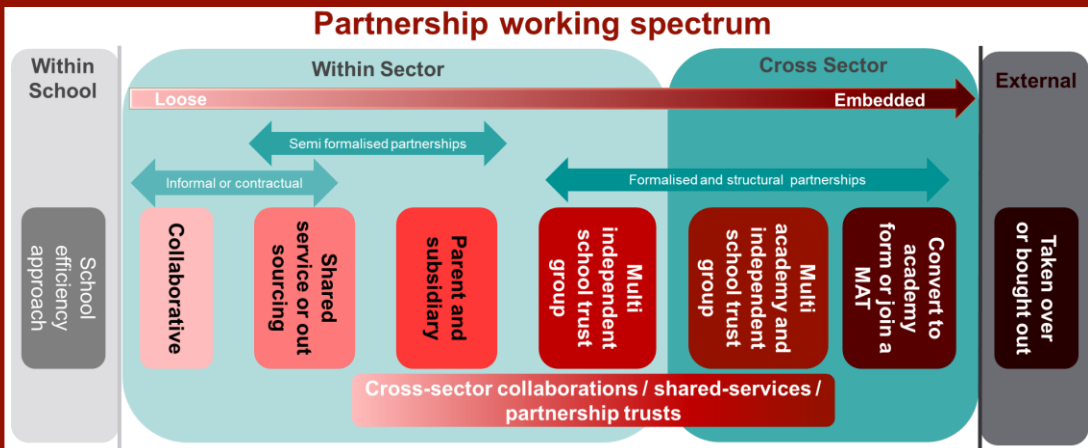 Partnership working spectrum
Within
School
Within Sector
Cross Sector
External
Loose
Embedded
Semi formalised partnerships
Informal or contractual
Formalised and structural partnerships
School
efficiency
approach
Collaborative
Shared
service or out
sourcing
Parent and
subsidiary
Multi
independent
school trust
group
Multi
academy and
independent
school trust
group
Convert to
academy
form or join a
MAT
Taken over
or bought out
Cross-sector collaborations / shared-services /
partnership trusts